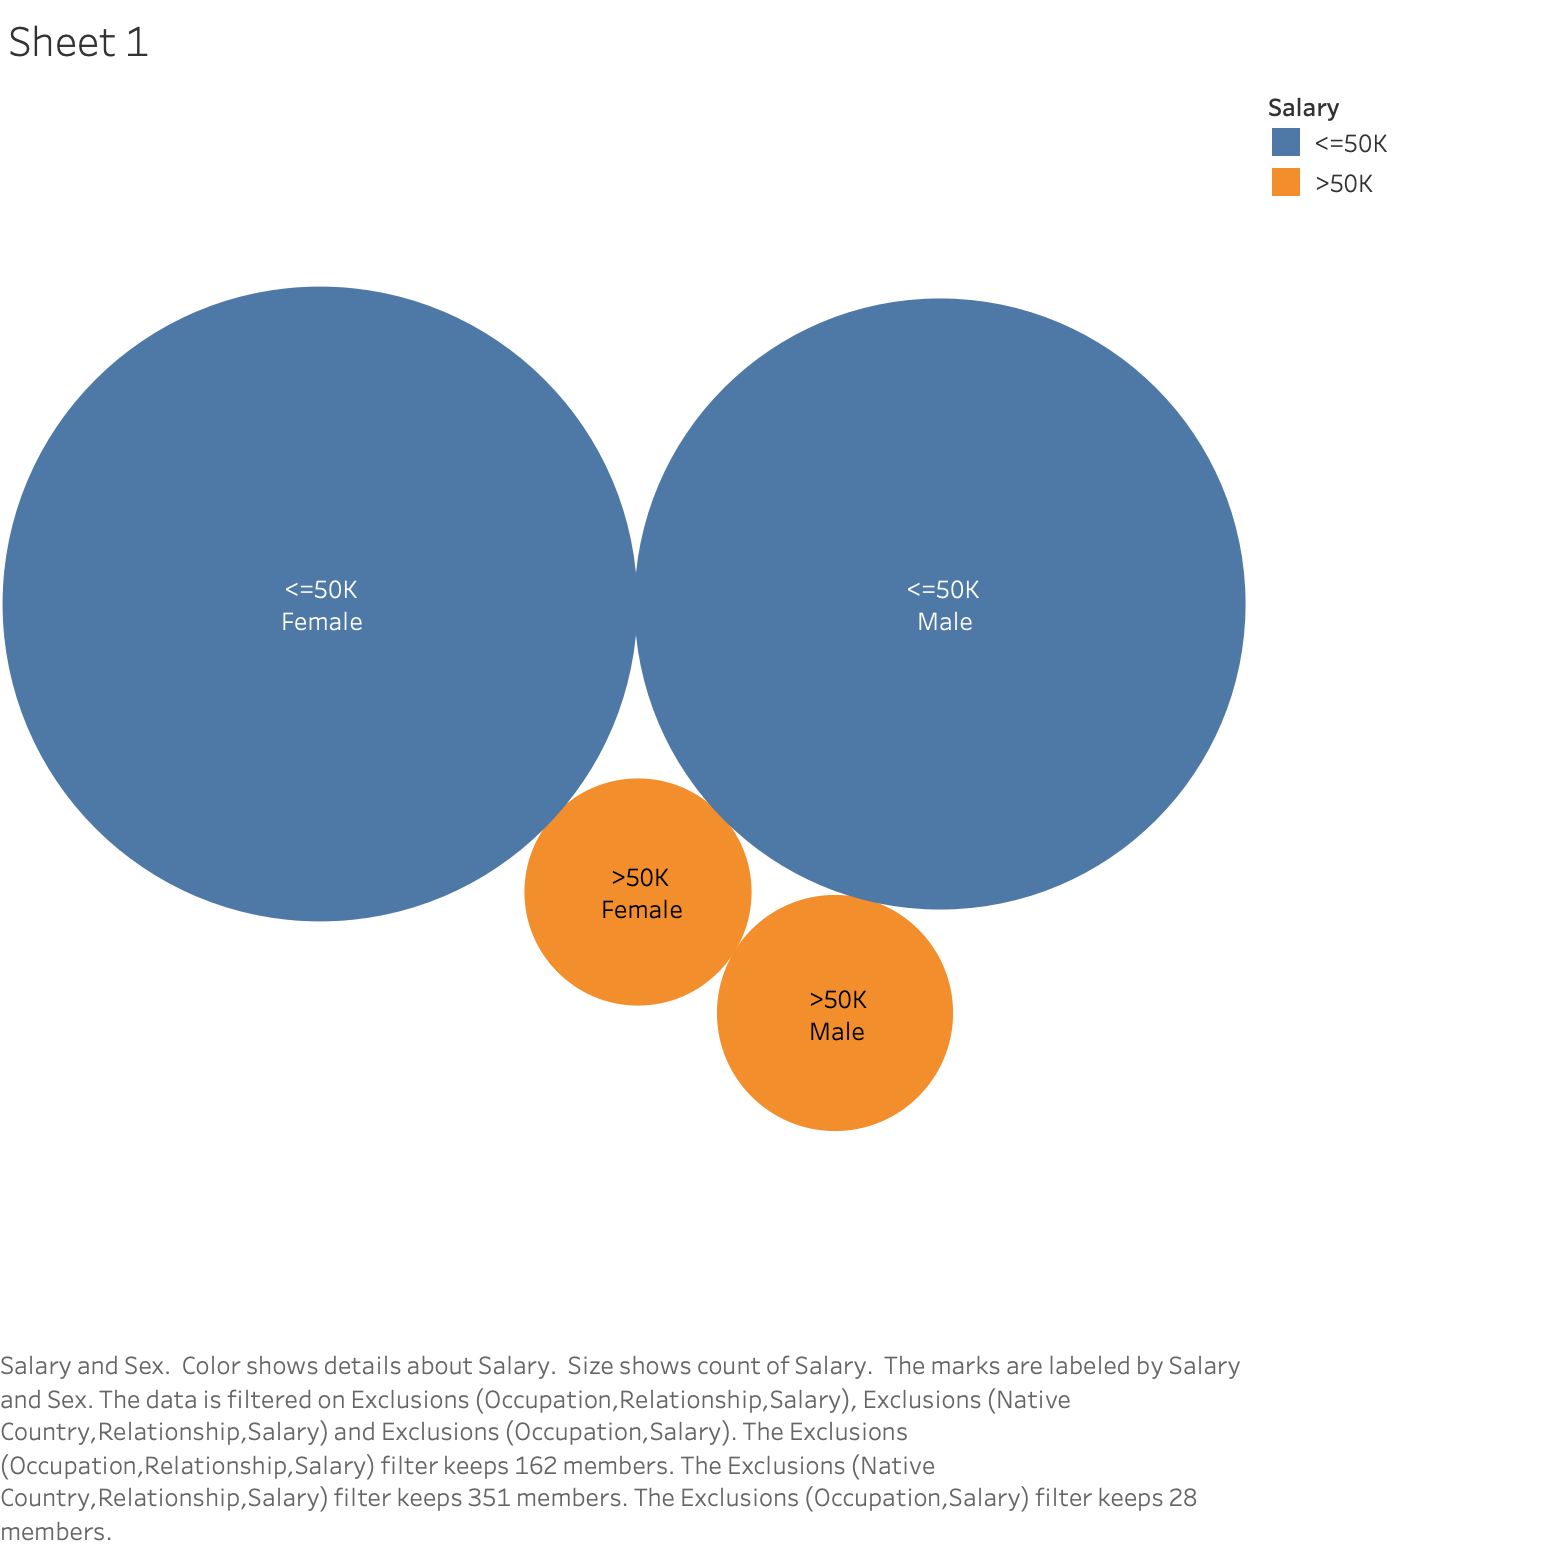 Sheet 1
Salary
<=50K
>50K
<=50K
Female
<=50K
Male
>50K
Female
>50K
Male
Salary and Sex.  Color shows details about Salary.  Size shows count of Salary.  The marks are labeled by Salary
and Sex. The data is filtered on Exclusions (Occupation,Relationship,Salary), Exclusions (Native
Country,Relationship,Salary) and Exclusions (Occupation,Salary). The Exclusions
(Occupation,Relationship,Salary) filter keeps 162 members. The Exclusions (Native
Country,Relationship,Salary) filter keeps 351 members. The Exclusions (Occupation,Salary) filter keeps 28
members.